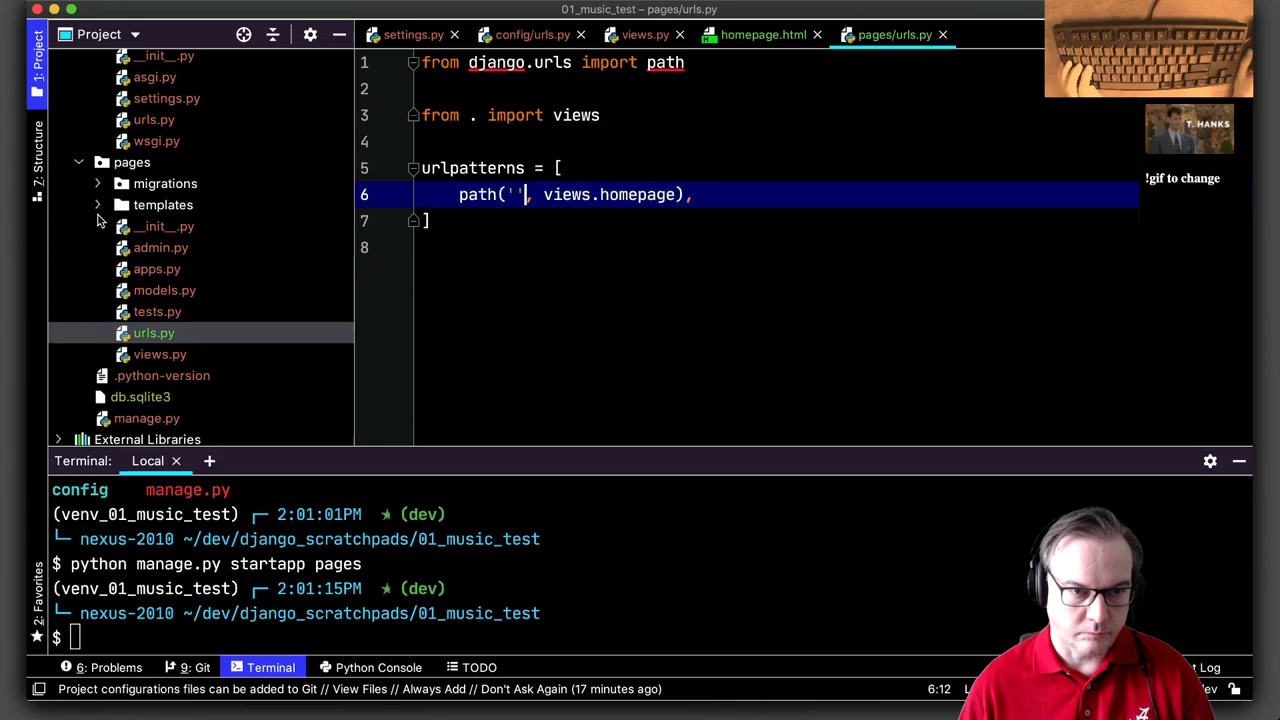 01_music_test – pages/urls.py
Project
settings.py
config/urls.py
views.py
homepage.html
pages/urls.py
1: Project
7: Structure
2: Favorites
__init__.py
asgi.py
settings.py
urls.py
wsgi.py
pages
migrations
templates
__init__.py
admin.py
apps.py
models.py
tests.py
urls.py
views.py
.python-version
db.sqlite3
manage.py
External Libraries
1 from django.urls import path
2
3 from . import views
4
5 urlpatterns = [
6 path('', views.homepage),
7 ]
8
T. HANKS
!gif to change
Terminal: Local +
config manage.py
(venv_01_music_test) 2:01:01PM (dev)
nexus-2010 ~/dev/django_scratchpads/01_music_test
$ python manage.py startapp pages
(venv_01_music_test) 2:01:15PM (dev)
nexus-2010 ~/dev/django_scratchpads/01_music_test
$
6: Problems 9: Git Terminal Python Console TODO t Log
Project configurations files can be added to Git // View Files // Always Add // Don't Ask Again (17 minutes ago) 6:12